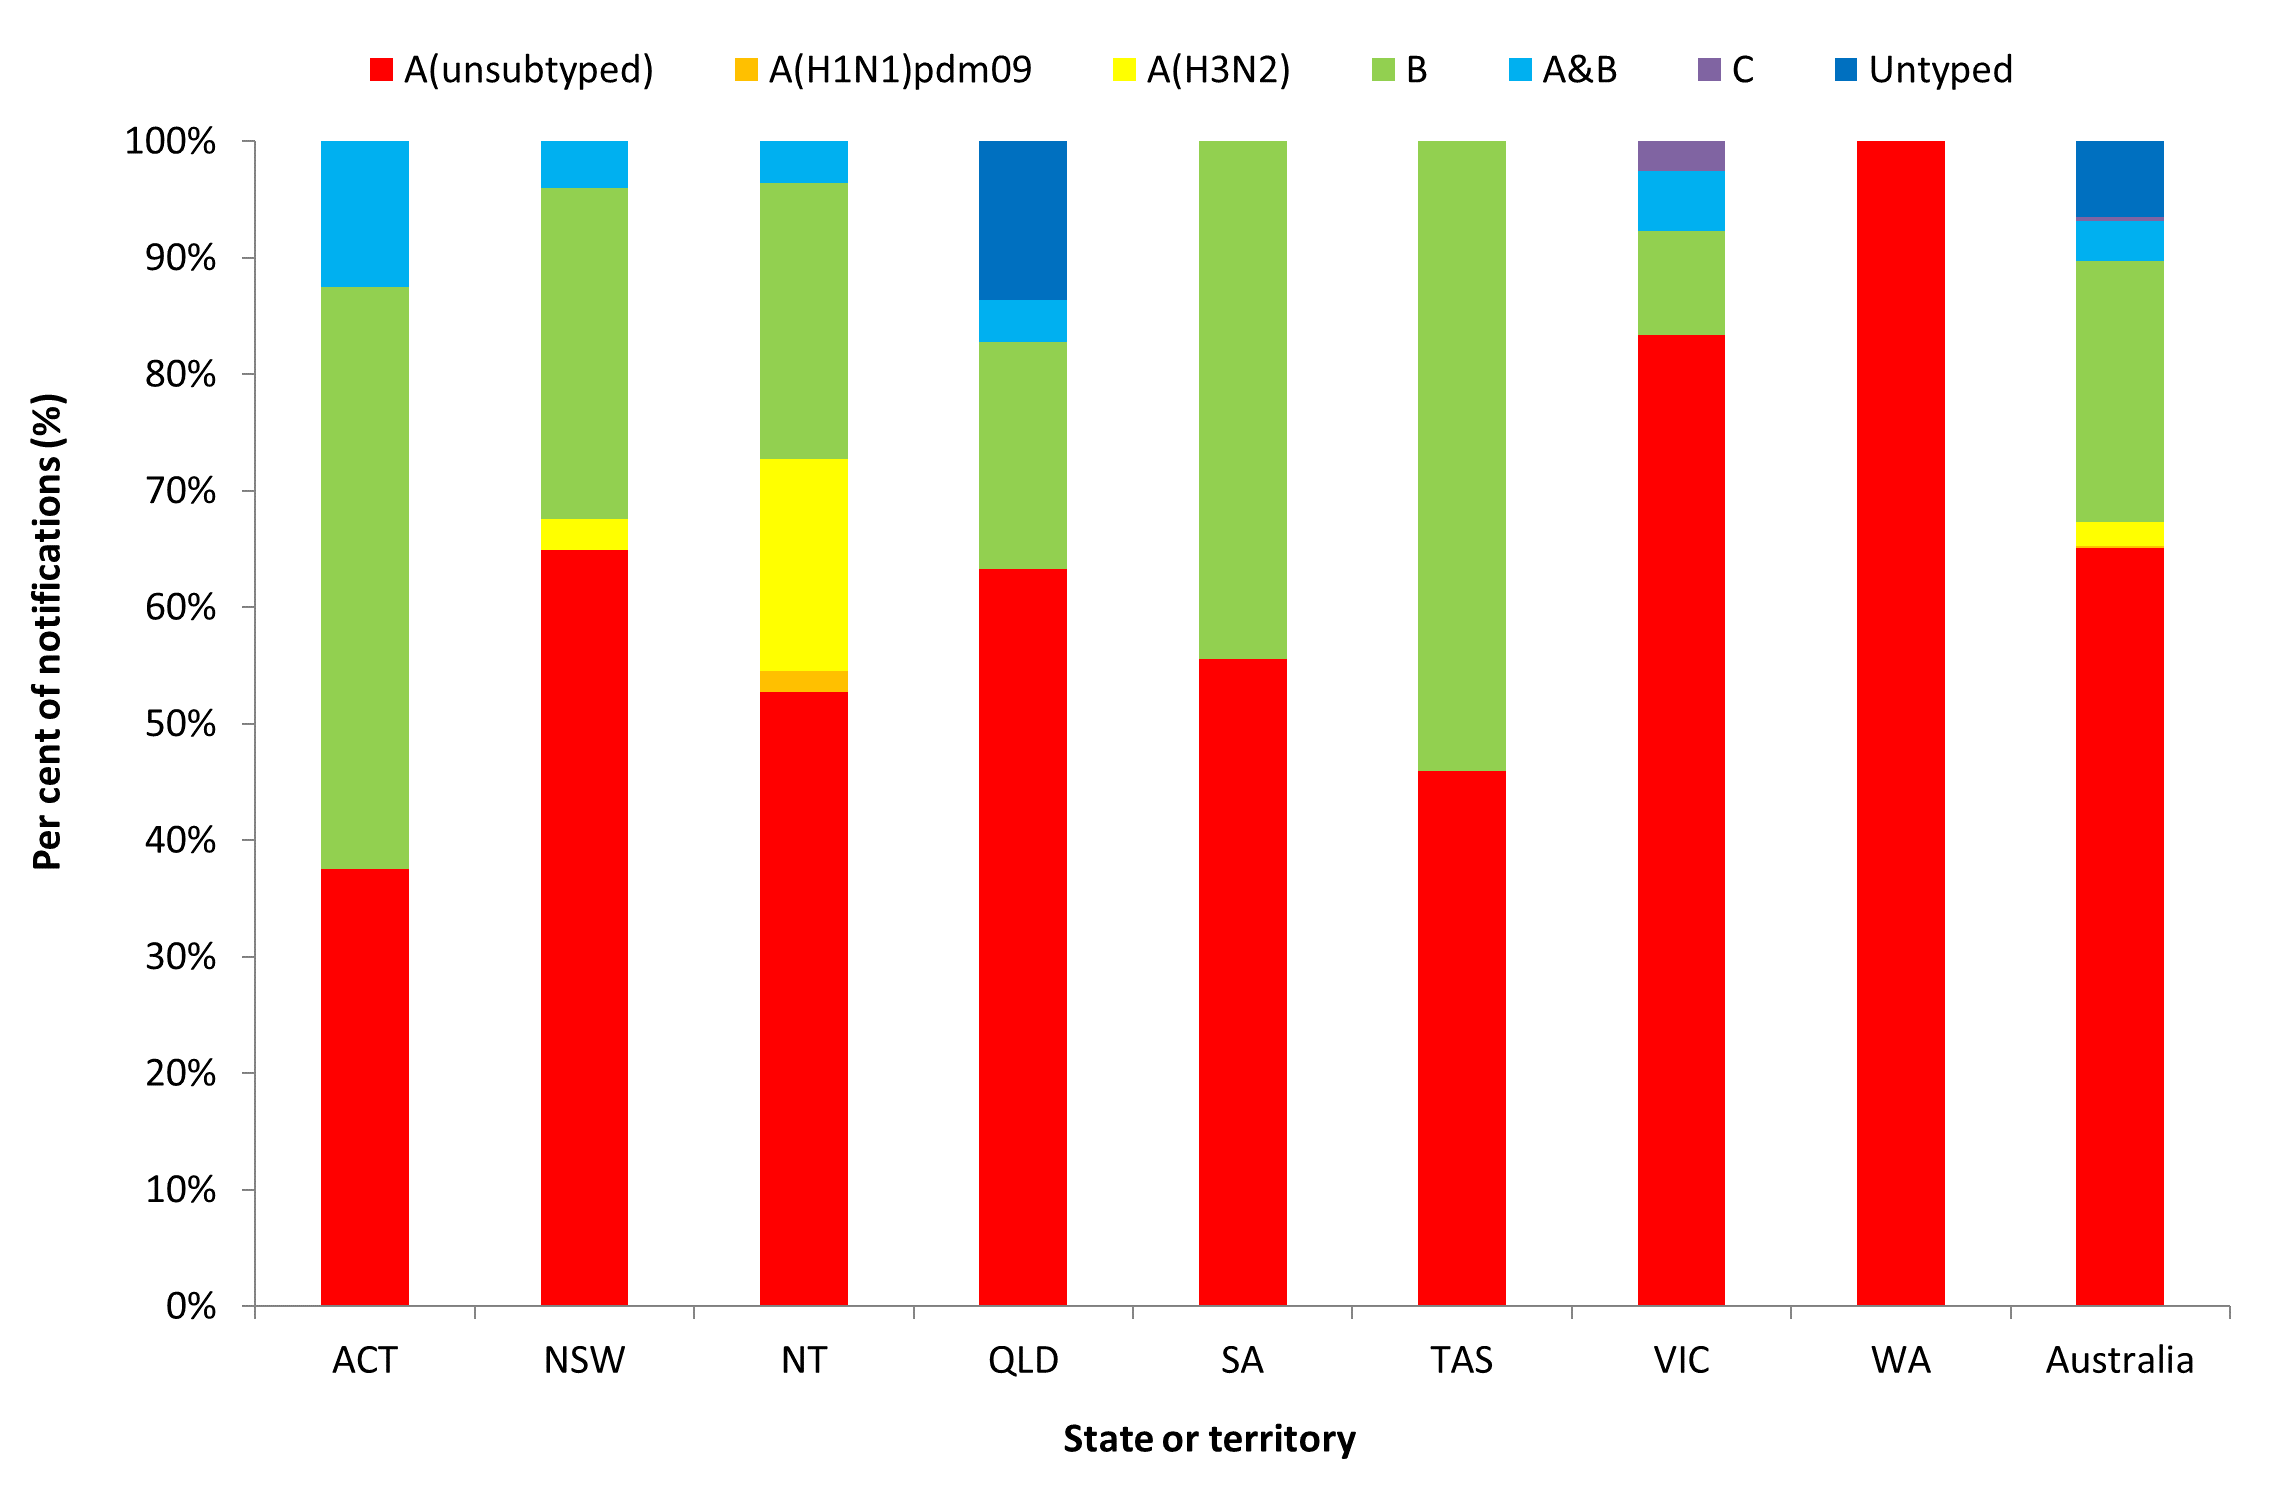 A(unsubtyped) A(H1N1)pdm09 A(H3N2) B A&B C Untyped
100%
90%
80%
70%
60%
50%
40%
30%
20%
10%
0%
Per cent of notifications (%)
ACT NSW NT QLD SA TAS VIC WA Australia
State or territory